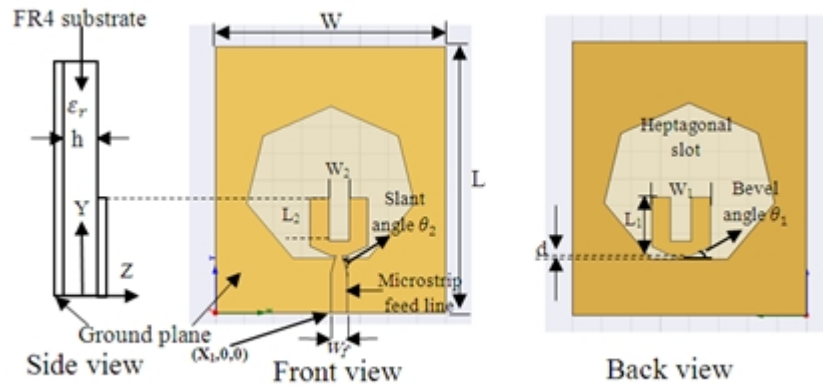 FR4 substrate
εr
h
Y
Z
Side view
W
L
W2
L2
Slant
angle θ2
Microstrip
feed line
Wf
Ground plane
(X1,0,0)
Front view
Heptagonal
slot
W1
L1
Bevel
angle θ1
d
Back view